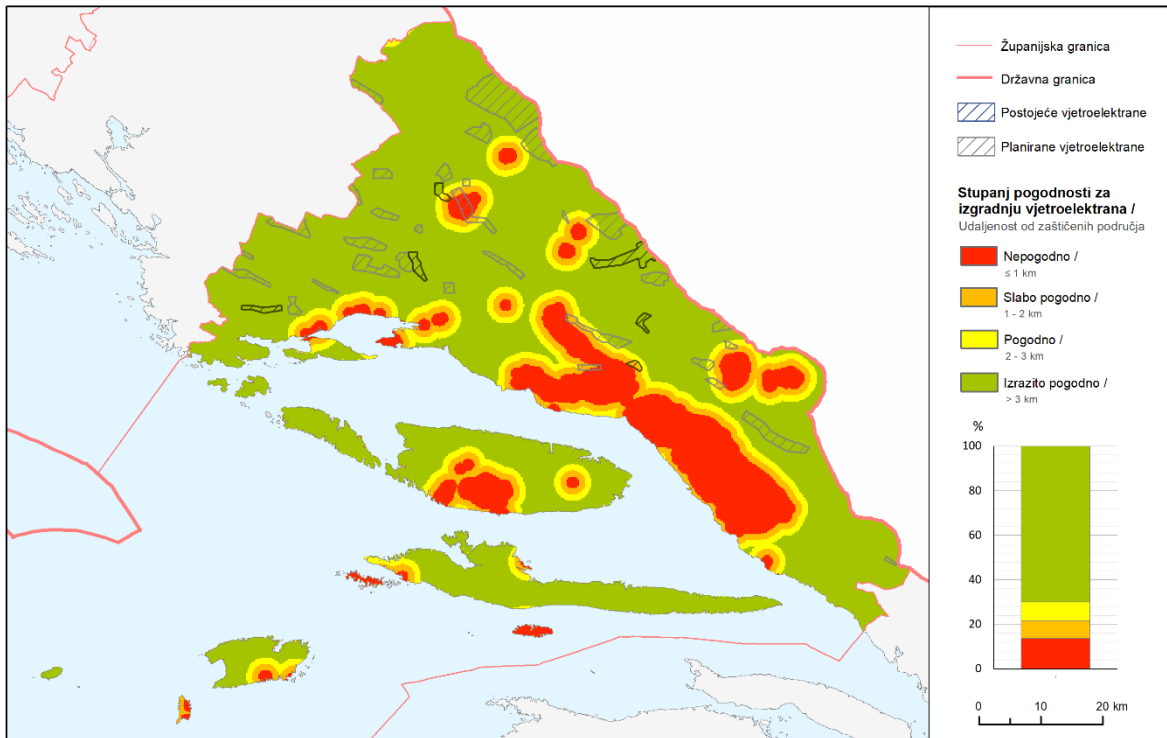 Županijska granica
Državna granica
Postojeće vjetroelektrane
Planirane vjetroelektrane
Stupanj pogodnosti za
izgradnju vjetroelektrana /
Udaljenost od zaštičenih područja
Nepogodno /
≤ 1 km
Slabo pogodno /
1 - 2 km
Pogodno /
2 - 3 km
Izrazito pogodno /
> 3 km
%
100
80
60
40
20
0
0 10 20 km